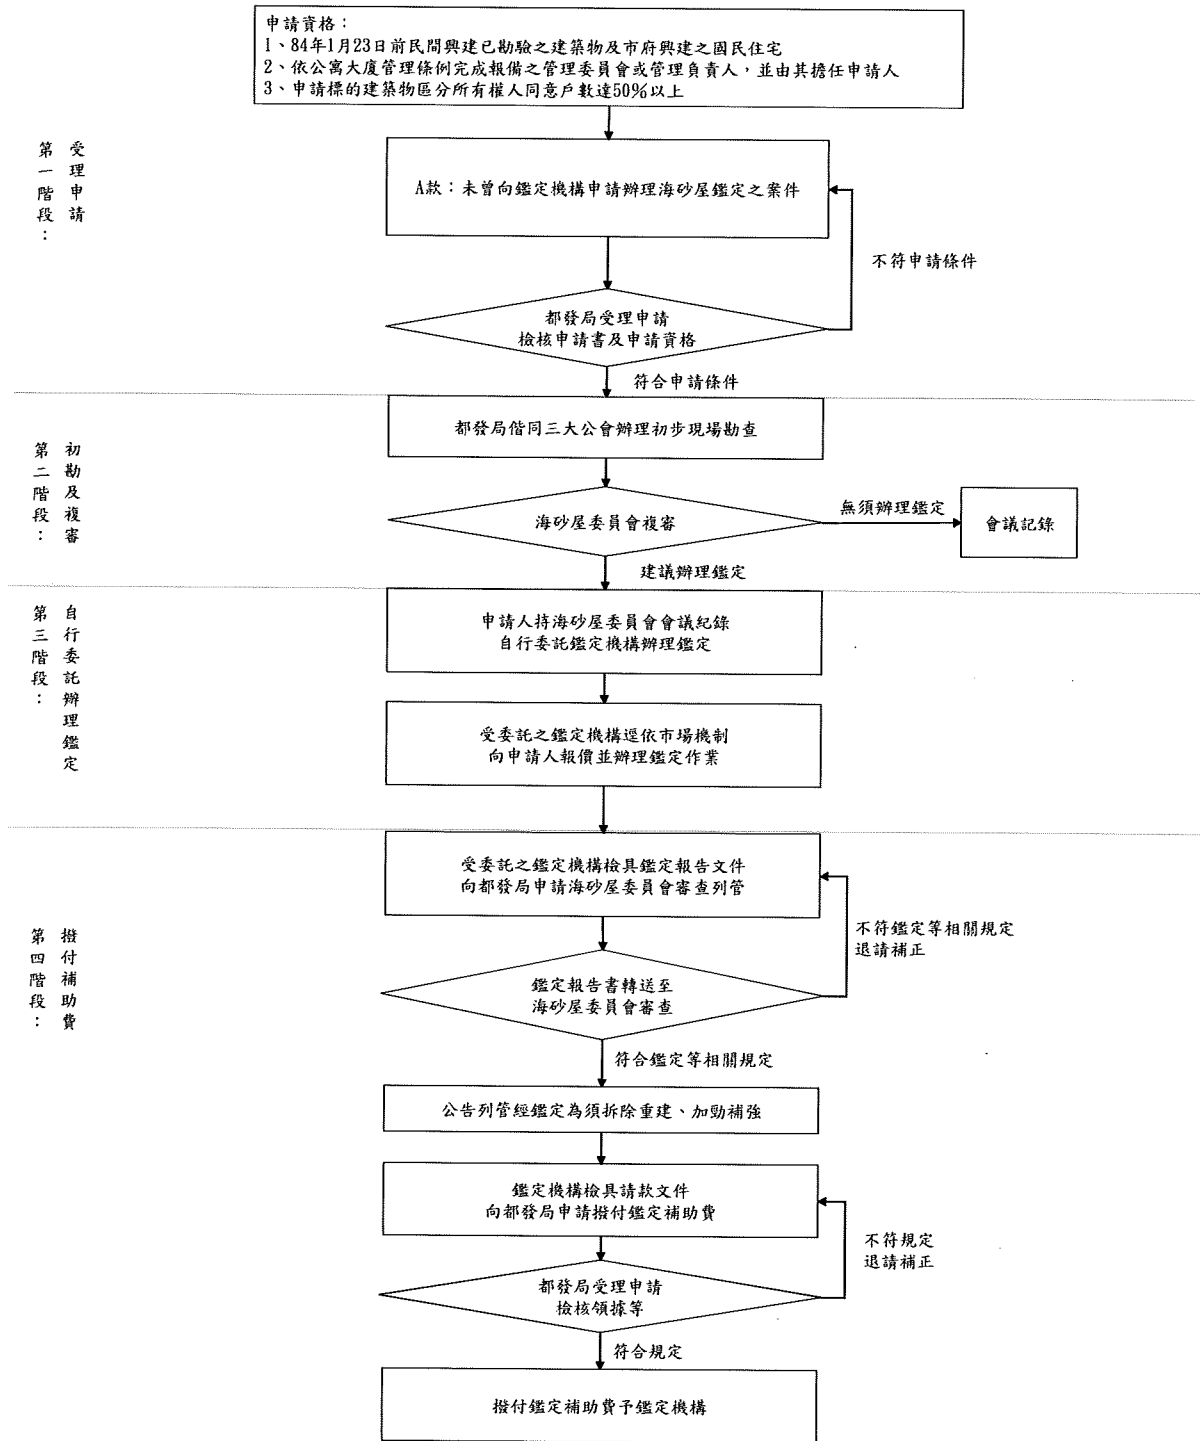 申請資格：
1、84年1月23日前民間興建已勘驗之建築物及市府興建之國民住宅
2、依公寓大廈管理條例完成報備之管理委員會或管理負責人，並由其擔任申請人
3、申請標的建築物區分所有權人同意戶數達50%以上
第一階段：
受理申請
A款：未曾向鑑定機構申請辦理海砂屋鑑定之案件
不符申請條件
都發局受理申請
檢核申請書及申請資格
符合申請條件
第二階段：
初勘及複審
都發局偕同三大公會辦理初步現場勘查
海砂屋委員會複審
無須辦理鑑定
會議記錄
建議辦理鑑定
第三階段：
自行委託辦理鑑定
申請人持海砂屋委員會會議紀錄
自行委託鑑定機構辦理鑑定
受委託之鑑定機構逕依市場機制
向申請人報價並辦理鑑定作業
第四階段：
撥付補助費
受委託之鑑定機構檢具鑑定報告文件
向都發局申請海砂屋委員會審查列管
不符鑑定等相關規定
退請補正
鑑定報告書轉送至
海砂屋委員會審查
符合鑑定等相關規定
公告列管經鑑定為須拆除重建、加勁補強
鑑定機構檢具請款文件
向都發局申請撥付鑑定補助費
不符規定
退請補正
都發局受理申請
檢核領據等
符合規定
撥付鑑定補助費予鑑定機構